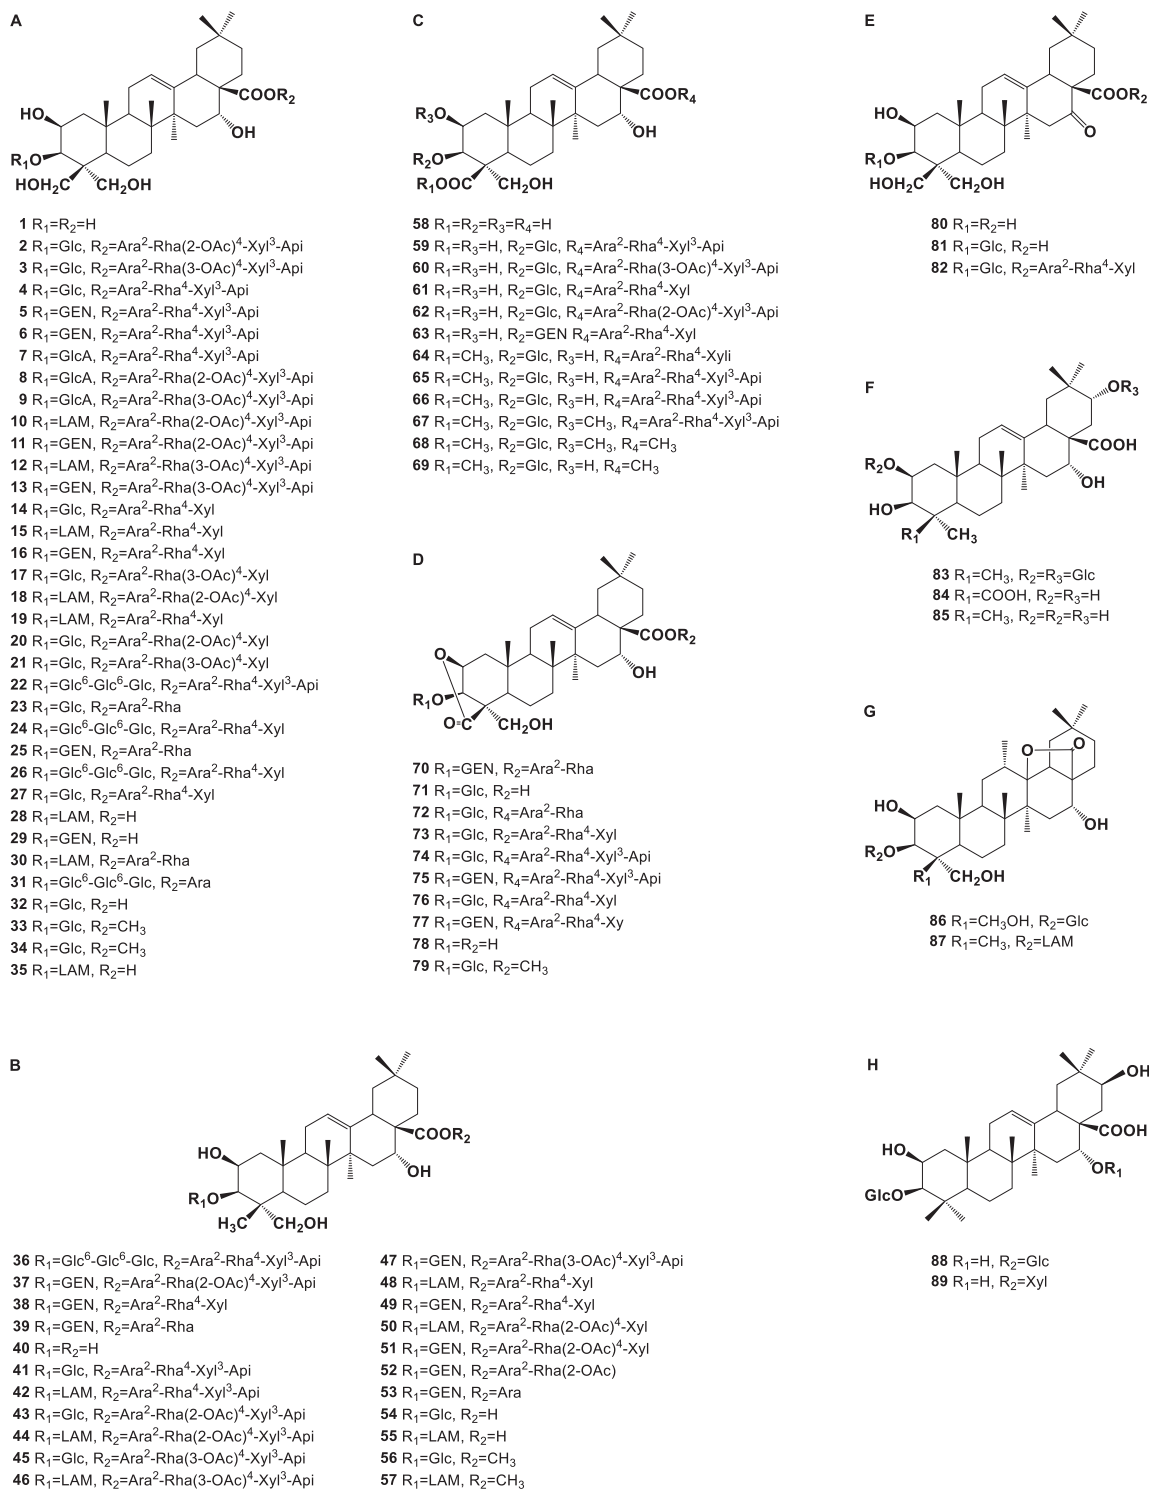 A
HO
COOR2
OH
R1O
HOH2C
CH2OH
1 R1=R2=H
2 R1=Glc, R2=Ara2-Rha(2-OAc)4-Xyl3-Api
3 R1=Glc, R2=Ara2-Rha(3-OAc)4-Xyl3-Api
4 R1=Glc, R2=Ara2-Rha4-Xyl3-Api
5 R1=GEN, R2=Ara2-Rha4-Xyl3-Api
6 R1=GEN, R2=Ara2-Rha4-Xyl3-Api
7 R1=GlcA, R2=Ara2-Rha4-Xyl3-Api
8 R1=GlcA, R2=Ara2-Rha(2-OAc)4-Xyl3-Api
9 R1=GlcA, R2=Ara2-Rha(3-OAc)4-Xyl3-Api
10 R1=LAM, R2=Ara2-Rha(2-OAc)4-Xyl3-Api
11 R1=GEN, R2=Ara2-Rha(2-OAc)4-Xyl3-Api
12 R1=LAM, R2=Ara2-Rha(3-OAc)4-Xyl3-Api
13 R1=GEN, R2=Ara2-Rha(3-OAc)4-Xyl3-Api
14 R1=Glc, R2=Ara2-Rha4-Xyl
15 R1=LAM, R2=Ara2-Rha4-Xyl
16 R1=GEN, R2=Ara2-Rha4-Xyl
17 R1=Glc, R2=Ara2-Rha(3-OAc)4-Xyl
18 R1=LAM, R2=Ara2-Rha(2-OAc)4-Xyl
19 R1=LAM, R2=Ara2-Rha4-Xyl
20 R1=Glc, R2=Ara2-Rha(2-OAc)4-Xyl
21 R1=Glc, R2=Ara2-Rha(3-OAc)4-Xyl
22 R1=Glc6-Glc6-Glc, R2=Ara2-Rha4-Xyl3-Api
23 R1=Glc, R2=Ara2-Rha
24 R1=Glc6-Glc6-Glc, R2=Ara2-Rha4-Xyl
25 R1=GEN, R2=Ara2-Rha
26 R1=Glc6-Glc6-Glc, R2=Ara2-Rha4-Xyl
27 R1=Glc, R2=Ara2-Rha4-Xyl
28 R1=LAM, R2=H
29 R1=GEN, R2=H
30 R1=LAM, R2=Ara2-Rha
31 R1=Glc6-Glc6-Glc, R2=Ara
32 R1=Glc, R2=H
33 R1=Glc, R2=CH3
34 R1=Glc, R2=CH3
35 R1=LAM, R2=H
C
R3O
COOR4
OH
R2O
R1OOC
CH2OH
58 R1=R2=R3=R4=H
59 R1=R3=H, R2=Glc, R4=Ara2-Rha4-Xyl3-Api
60 R1=R3=H, R2=Glc, R4=Ara2-Rha(3-OAc)4-Xyl3-Api
61 R1=R3=H, R2=Glc, R4=Ara2-Rha4-Xyl
62 R1=R3=H, R2=Glc, R4=Ara2-Rha(2-OAc)4-Xyl3-Api
63 R1=R3=H, R2=GEN R4=Ara2-Rha4-Xyl
64 R1=CH3, R2=Glc, R3=H, R4=Ara2-Rha4-Xyli
65 R1=CH3, R2=Glc, R3=H, R4=Ara2-Rha4-Xyl3-Api
66 R1=CH3, R2=Glc, R3=H, R4=Ara2-Rha4-Xyl3-Api
67 R1=CH3, R2=Glc, R3=CH3, R4=Ara2-Rha4-Xyl3-Api
68 R1=CH3, R2=Glc, R3=CH3, R4=CH3
69 R1=CH3, R2=Glc, R3=H, R4=CH3
D
O
COOR2
OH
R1O
O=C
CH2OH
70 R1=GEN, R2=Ara2-Rha
71 R1=Glc, R2=H
72 R1=Glc, R4=Ara2-Rha
73 R1=Glc, R2=Ara2-Rha4-Xyl
74 R1=Glc, R4=Ara2-Rha4-Xyl3-Api
75 R1=GEN, R4=Ara2-Rha4-Xyl3-Api
76 R1=Glc, R4=Ara2-Rha4-Xyl
77 R1=GEN, R4=Ara2-Rha4-Xy
78 R1=R2=H
79 R1=Glc, R2=CH3
E
HO
COOR2
O
R1O
HOH2C
CH2OH
80 R1=R2=H
81 R1=Glc, R2=H
82 R1=Glc, R2=Ara2-Rha4-Xyl
F
OR3
COOH
R2O
OH
HO
R1
CH3
83 R1=CH3, R2=R3=Glc
84 R1=COOH, R2=R3=H
85 R1=CH3, R2=R2=R3=H
G
O
O
HO
OH
R2O
R1
CH2OH
86 R1=CH3OH, R2=Glc
87 R1=CH3, R2=LAM
B
COOR2
HO
OH
R1O
H3C
CH2OH
36 R1=Glc6-Glc6-Glc, R2=Ara2-Rha4-Xyl3-Api
37 R1=GEN, R2=Ara2-Rha(2-OAc)4-Xyl3-Api
38 R1=GEN, R2=Ara2-Rha4-Xyl
39 R1=GEN, R2=Ara2-Rha
40 R1=R2=H
41 R1=Glc, R2=Ara2-Rha4-Xyl3-Api
42 R1=LAM, R2=Ara2-Rha4-Xyl3-Api
43 R1=Glc, R2=Ara2-Rha(2-OAc)4-Xyl3-Api
44 R1=LAM, R2=Ara2-Rha(2-OAc)4-Xyl3-Api
45 R1=Glc, R2=Ara2-Rha(3-OAc)4-Xyl3-Api
46 R1=LAM, R2=Ara2-Rha(3-OAc)4-Xyl3-Api
47 R1=GEN, R2=Ara2-Rha(3-OAc)4-Xyl3-Api
48 R1=LAM, R2=Ara2-Rha4-Xyl
49 R1=GEN, R2=Ara2-Rha4-Xyl
50 R1=LAM, R2=Ara2-Rha(2-OAc)4-Xyl
51 R1=GEN, R2=Ara2-Rha(2-OAc)4-Xyl
52 R1=GEN, R2=Ara2-Rha(2-OAc)
53 R1=GEN, R2=Ara
54 R1=Glc, R2=H
55 R1=LAM, R2=H
56 R1=Glc, R2=CH3
57 R1=LAM, R2=CH3
H
OH
COOH
HO
OR1
GlcO
88 R1=H, R2=Glc
89 R1=H, R2=Xyl